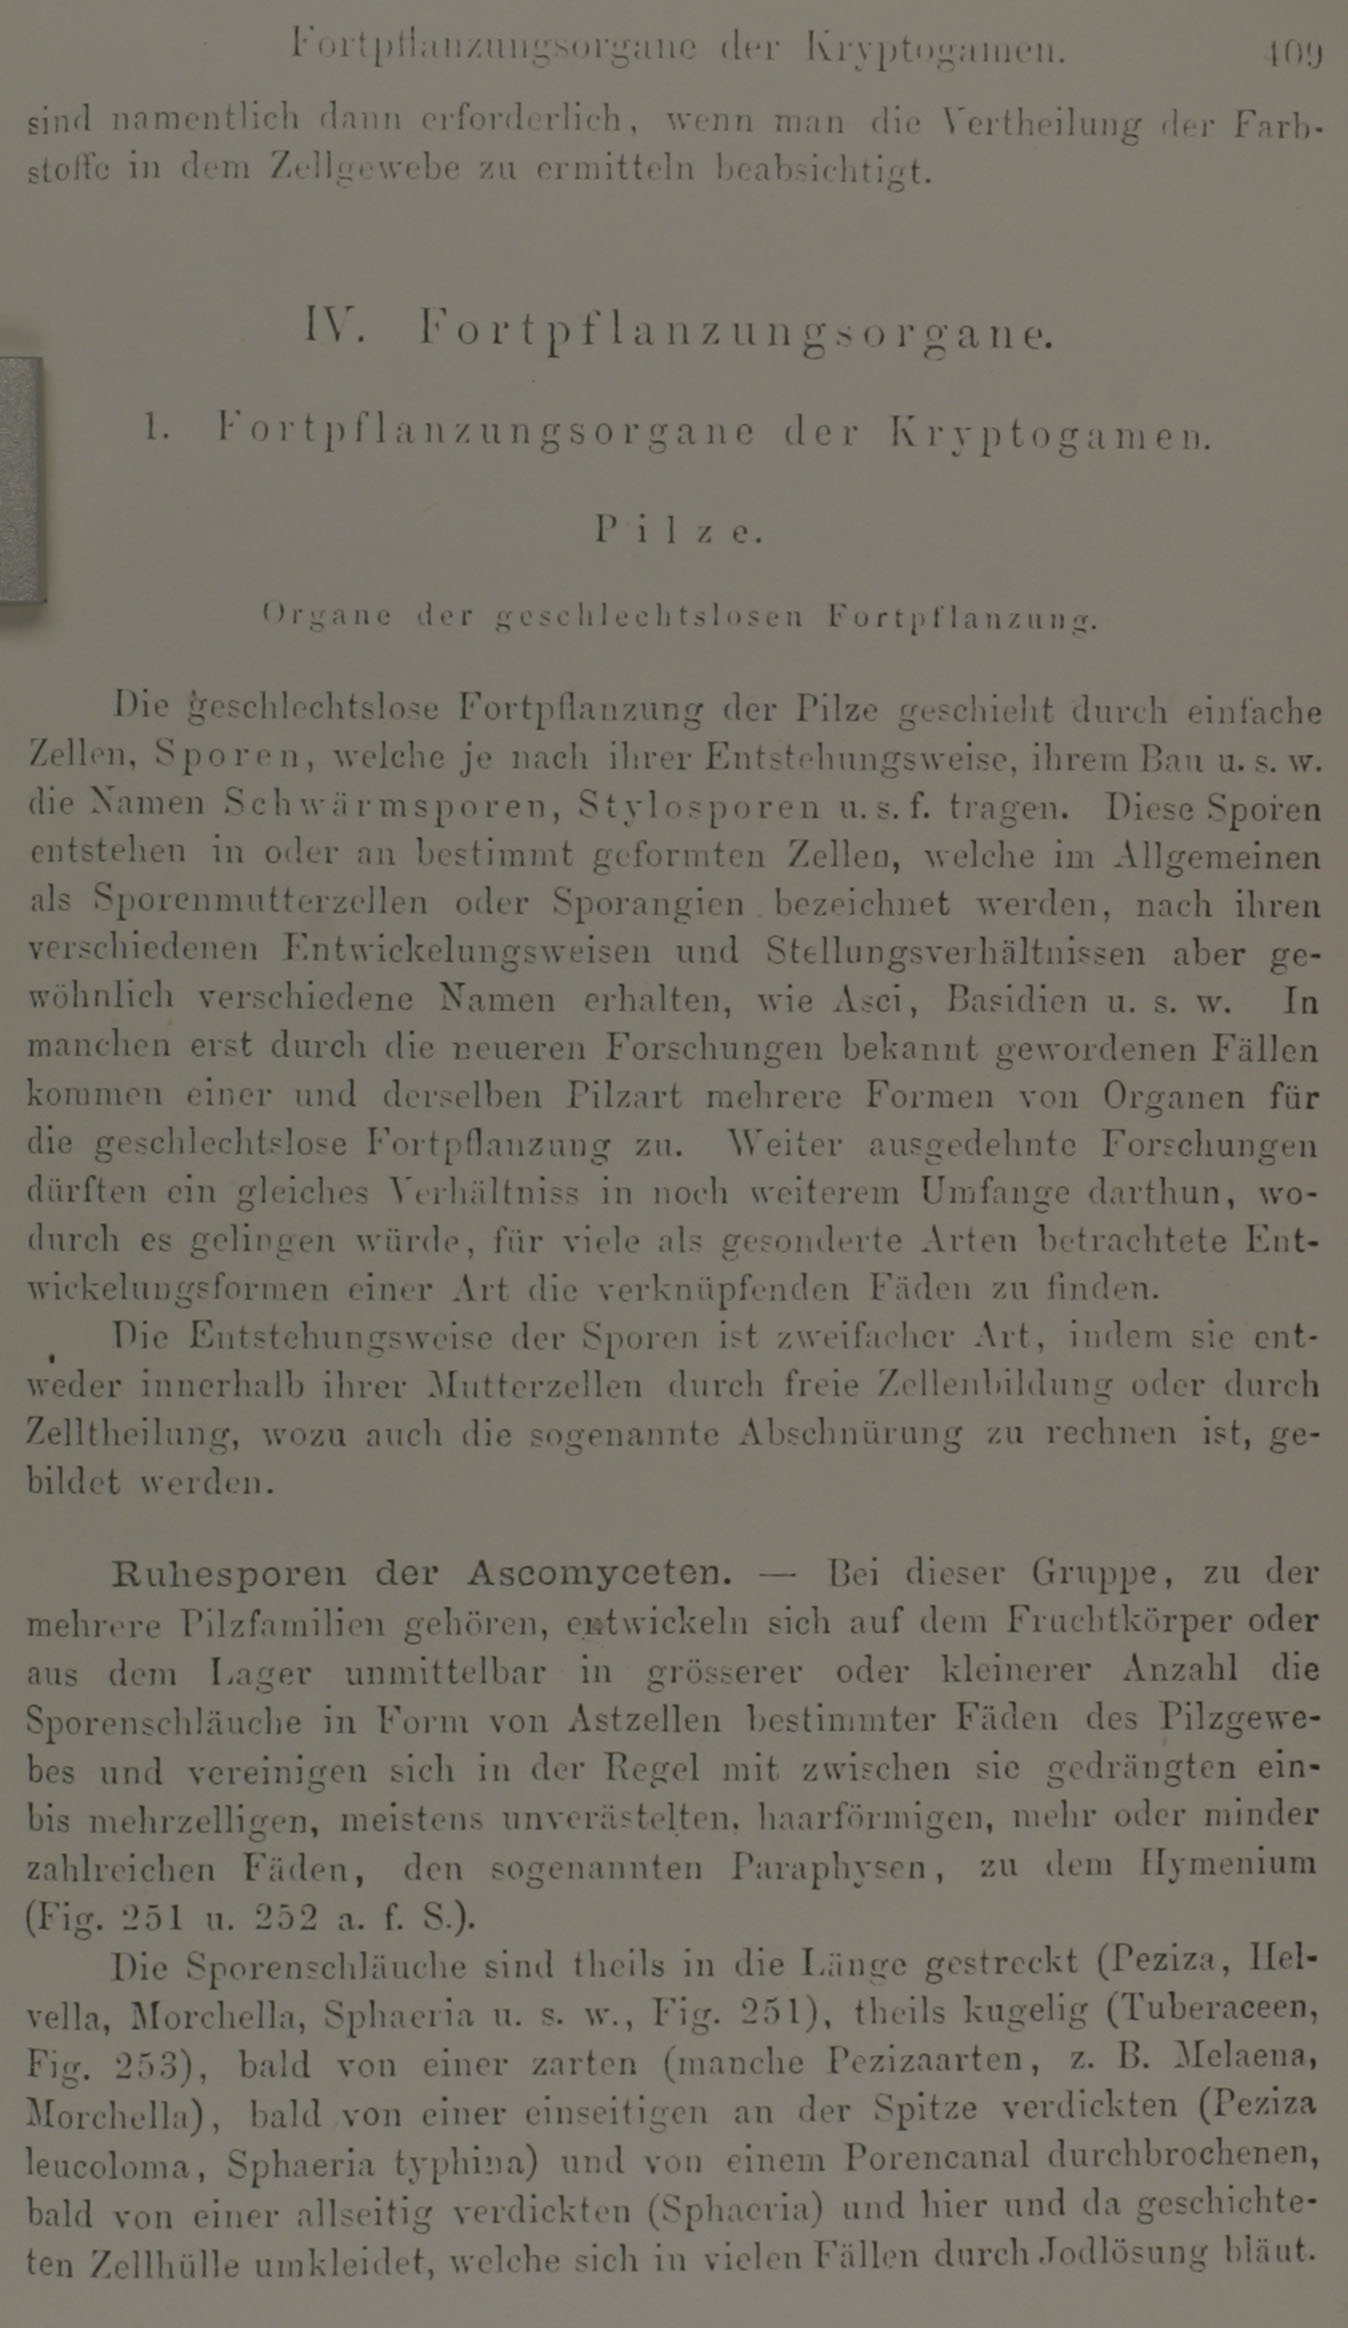 Fortpflanzungsorgane der Kryptogamen. 409
sind namentlich dann erforderlich, wenn man die Vertheilung der Farb-
stoffe in dem Zellgewebe zu ermitteln beabsichtigt.
IV. Fortpflanzungsorgane.
1. Fortpflanzungsorgane der Kryptogamen.
Pilze.
Organe der geschlechtslosen Fortpflanzung.
Die geschlechtslose Fortpflanzung der Pilze geschieht durch einfache
Zellen, Sporen, welche je nach ihrer Entstehungsweise, ihrem Bau u. s. w.
die Namen Schwärmsporen, Stylosporen u. s. f. tragen. Diese Sporen
entstehen in oder an bestimmt geformten Zellen, welche im Allgemeinen
als Sporenmutterzellen oder Sporangien bezeichnet werden, nach ihren
verschiedenen Entwickelungsweisen und Stellungsverhältnissen aber ge-
wöhnlich verschiedene Namen erhalten, wie Asci, Basidien u. s. w. In
manchen erst durch die neueren Forschungen bekannt gewordenen Fällen
kommen einer und derselben Pilzart mehrere Formen von Organen für
die geschlechtslose Fortpflanzung zu. Weiter ausgedehnte Forschungen
dürften ein gleiches Verhältniss in noch weiterem Umfange darthun, wo-
durch es gelingen würde, für viele als gesonderte Arten betrachtete Ent-
wickelungsformen einer Art die verknüpfenden Fäden zu finden.
Die Entstehungsweise der Sporen ist zweifacher Art, indem sie ent-
weder innerhalb ihrer Mutterzellen durch freie Zellenbildung oder durch
Zelltheilung, wozu auch die sogenannte Abschnürung zu rechnen ist, ge-
bildet werden.
Ruhesporen der Ascomyceten. — Bei dieser Gruppe, zu der
mehrere Pilzfamilien gehören, entwickeln sich auf dem Fruchtkörper oder
aus dem Lager unmittelbar in grösserer oder kleinerer Anzahl die
Sporenschläuche in Form von Astzellen bestimmter Fäden des Pilzgewe-
bes und vereinigen sich in der Regel mit zwischen sie gedrängten ein-
bis mehrzelligen, meistens unverästelten, haarförmigen, mehr oder minder
zahlreichen Fäden, den sogenannten Paraphysen, zu dem Hymenium
(Fig. 251 u. 252 a. f. S.).
Die Sporenschläuche sind theils in die Länge gestreckt (Peziza, Hel-
vella, Morchella, Sphaeria u. s. w., Fig. 251), theils kugelig (Tuberaceen,
Fig. 253), bald von einer zarten (manche Pezizaarten, z. B. Melaena,
Morchella), bald von einer einseitigen an der Spitze verdickten (Peziza
leucoloma, Sphaeria typhina) und von einem Porencanal durchbrochenen,
bald von einer allseitig verdickten (Sphaeria) und hier und da geschichte-
ten Zellhülle umkleidet, welche sich in vielen Fällen durch Jodlösung bläut.